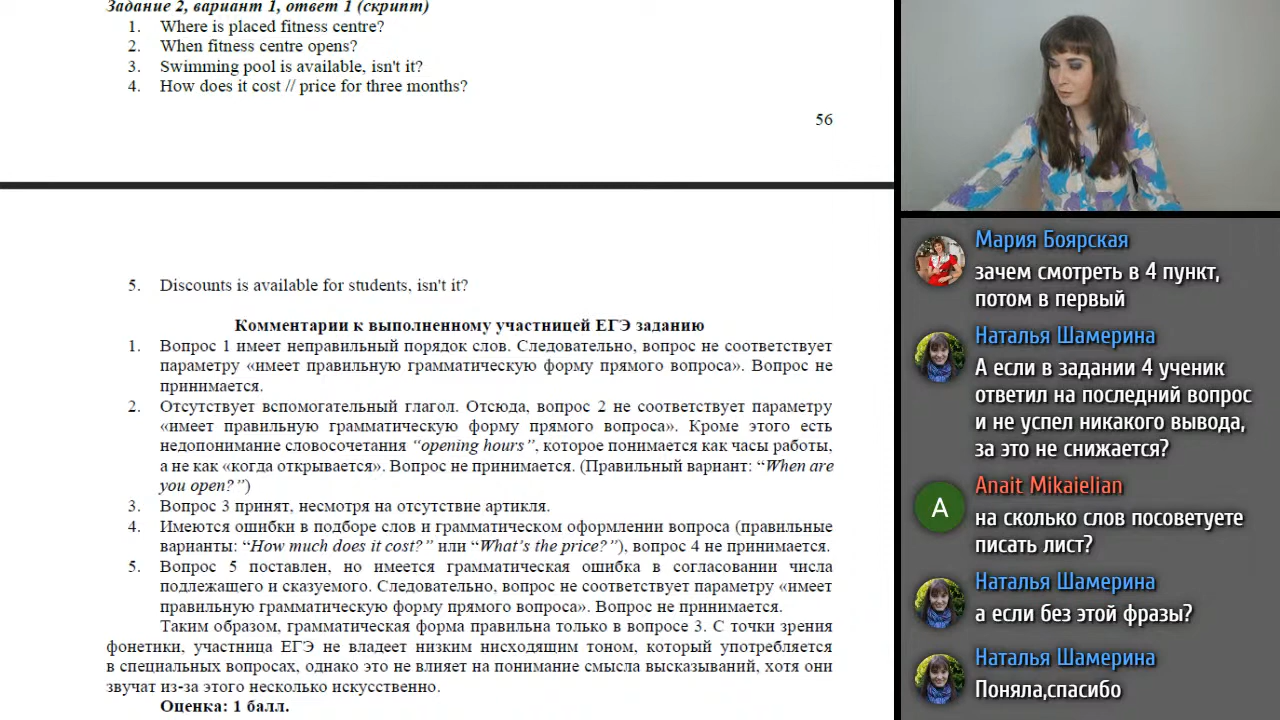 Задание 2, вариант 1, ответ 1 (скрипт)
1. Where is placed fitness centre?
2. When fitness centre opens?
3. Swimming pool is available, isn't it?
4. How does it cost // price for three months?
56
5. Discounts is available for students, isn't it?
Комментарии к выполненному участницей ЕГЭ заданию
1. Вопрос 1 имеет неправильный порядок слов. Следовательно, вопрос не соответствует
параметру «имеет правильную грамматическую форму прямого вопроса». Вопрос не
принимается.
2. Отсутствует вспомогательный глагол. Отсюда, вопрос 2 не соответствует параметру
«имеет правильную грамматическую форму прямого вопроса». Кроме этого есть
недопонимание словосочетания “opening hours”, которое понимается как часы работы,
а не как «когда открывается». Вопрос не принимается. (Правильный вариант: “When are
you open?”)
3. Вопрос 3 принят, несмотря на отсутствие артикля.
4. Имеются ошибки в подборе слов и грамматическом оформлении вопроса (правильные
варианты: “How much does it cost?” или “What’s the price?”), вопрос 4 не принимается.
5. Вопрос 5 поставлен, но имеется грамматическая ошибка в согласовании числа
подлежащего и сказуемого. Следовательно, вопрос не соответствует параметру «имеет
правильную грамматическую форму прямого вопроса». Вопрос не принимается.
Таким образом, грамматическая форма правильна только в вопросе 3. С точки зрения
фонетики, участница ЕГЭ не владеет низким нисходящим тоном, который употребляется
в специальных вопросах, однако это не влияет на понимание смысла высказываний, хотя они
звучат из-за этого несколько искусственно.
Оценка: 1 балл.
Мария Боярская
зачем смотреть в 4 пункт,
потом в первый
Наталья Шамерина
А если в задании 4 ученик
ответил на последний вопрос
и не успел никакого вывода,
за это не снижается?
A
Anait Mikaielian
на сколько слов посоветуете
писать лист?
Наталья Шамерина
а если без этой фразы?
Наталья Шамерина
Поняла,спасибо